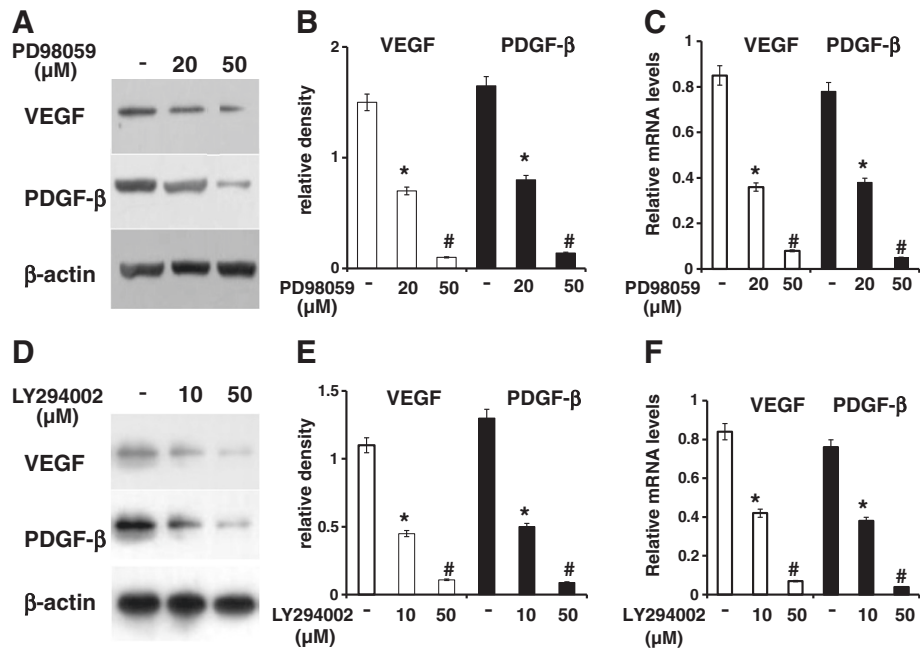 A
PD98059
(μM)
- 20 50
VEGF
PDGF-β
β-actin
B
VEGF PDGF-β
relative density
2
1
0
* # * #
PD98059
(μM)
- 20 50 - 20 50
C
VEGF PDGF-β
Relative mRNA levels
1
0.8
0.4
0
* # * #
PD98059
(μM)
- 20 50 - 20 50
D
LY294002
(μM)
- 10 50
VEGF
PDGF-β
β-actin
E
VEGF PDGF-β
relative density
1.5
1
0.5
0
* # * #
LY294002
(μM)
- 10 50 - 10 50
F
VEGF PDGF-β
Relative mRNA levels
1
0.8
0.6
0.4
0.2
0
* # * #
LY294002
(μM)
- 10 50 - 10 50